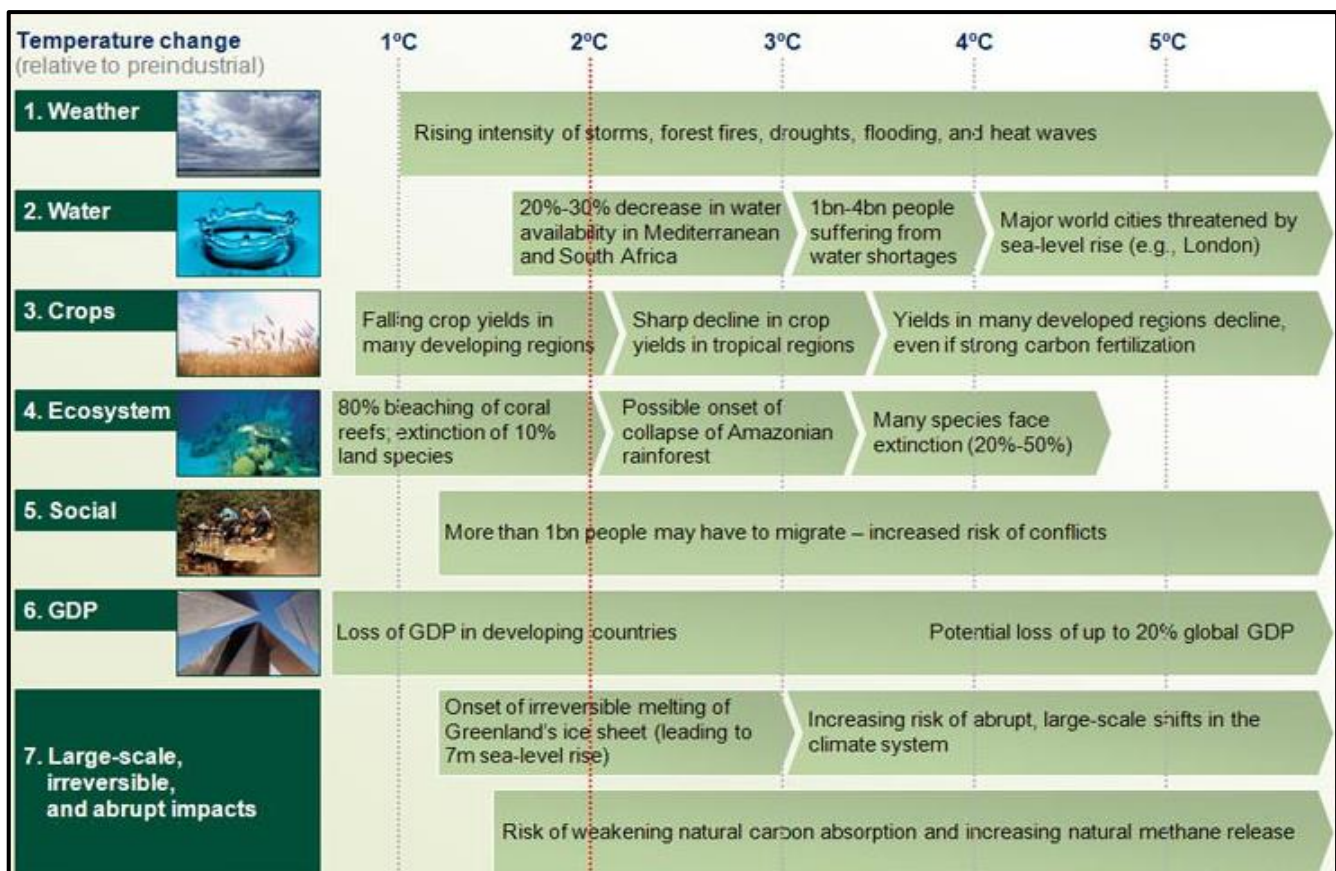 Temperature change
(relative to preindustrial)
1ºC
2ºC
3ºC
4ºC
5ºC
1. Weather
Rising intensity of storms, forest fires, droughts, flooding, and heat waves
2. Water
20%-30% decrease in water
availability in Mediterranean
and South Africa
1bn-4bn people
suffering from
water shortages
Major world cities threatened by
sea-level rise (e.g., London)
3. Crops
Falling crop yields in
many developing regions
Sharp decline in crop
yields in tropical regions
Yields in many developed regions decline,
even if strong carbon fertilization
4. Ecosystem
80% bleaching of coral
reefs; extinction of 10%
land species
Possible onset of
collapse of Amazonian
rainforest
Many species face
extinction (20%-50%)
5. Social
More than 1bn people may have to migrate – increased risk of conflicts
6. GDP
Loss of GDP in developing countries
Potential loss of up to 20% global GDP
7. Large-scale,
irreversible,
and abrupt impacts
Onset of irreversible melting of
Greenland's ice sheet (leading to
7m sea-level rise)
Increasing risk of abrupt, large-scale shifts in the
climate system
Risk of weakening natural carbon absorption and increasing natural methane release